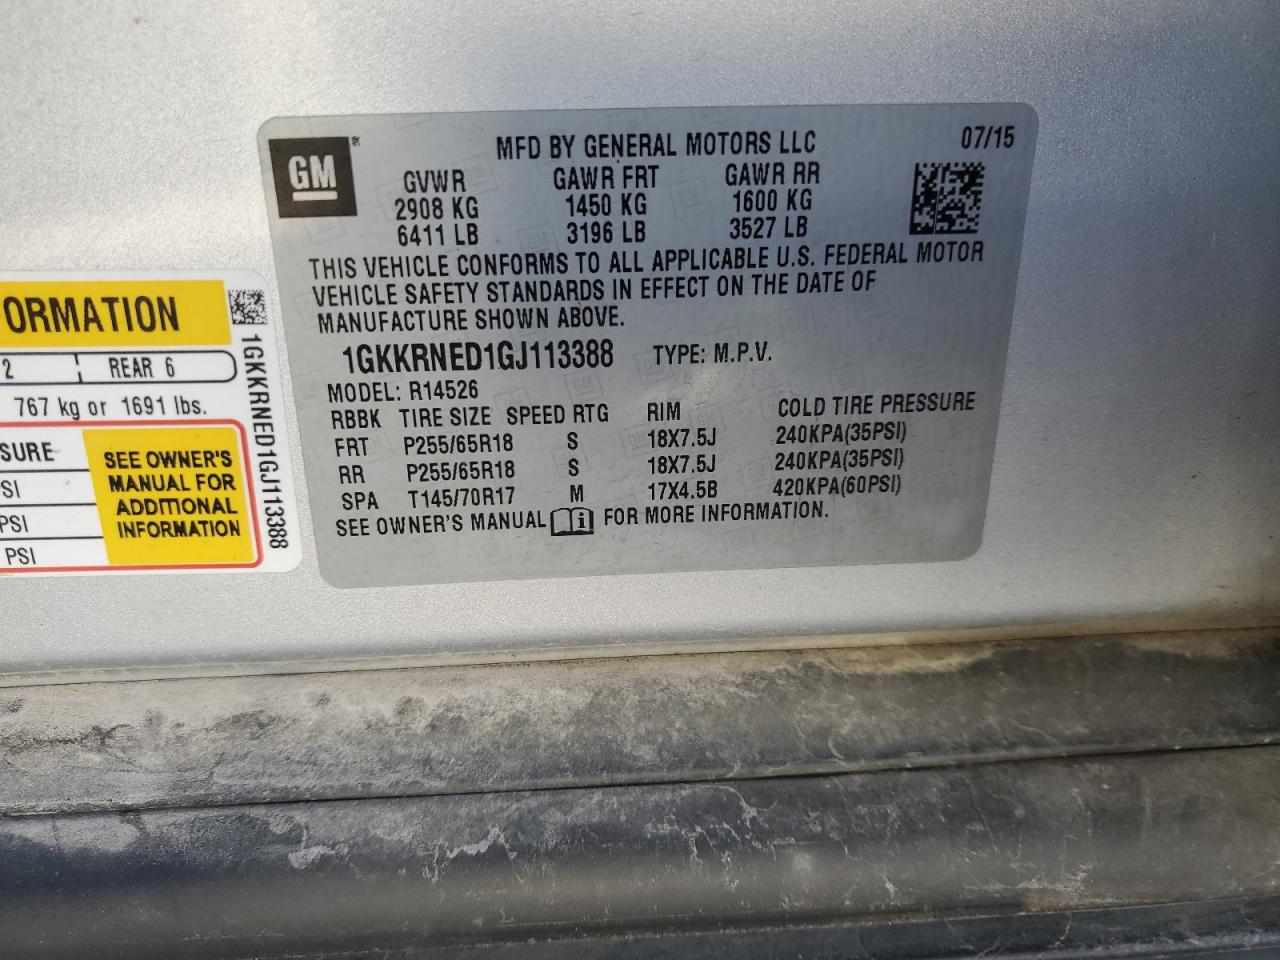 GM®
MFD BY GENERAL MOTORS LLC
07/15
GVWR GAWR FRT GAWR RR
2908 KG 1450 KG 1600 KG
6411 LB 3196 LB 3527 LB
THIS VEHICLE CONFORMS TO ALL APPLICABLE U.S. FEDERAL MOTOR
VEHICLE SAFETY STANDARDS IN EFFECT ON THE DATE OF
MANUFACTURE SHOWN ABOVE.
1GKKRNED1GJ113388 TYPE: M.P.V.
MODEL: R14526
RBBK TIRE SIZE SPEED RTG RIM COLD TIRE PRESSURE
FRT P255/65R18 S 18X7.5J 240KPA(35PSI)
RR P255/65R18 S 18X7.5J 240KPA(35PSI)
SPA T145/70R17 M 17X4.5B 420KPA(60PSI)
SEE OWNER'S MANUAL i FOR MORE INFORMATION.
ORMATION
2 REAR 6
767 kg or 1691 lbs.
SURE
SI
PSI
PSI
SEE OWNER'S
MANUAL FOR
ADDITIONAL
INFORMATION
1GKKRNED1GJ113388